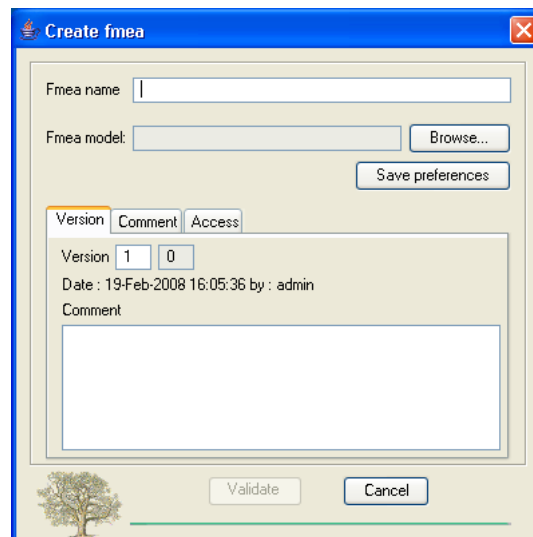 Create fmea
Fmea name
Fmea model: Browse...
Save preferences
Version Comment Access
Version 1 0
Date : 19-Feb-2008 16:05:36 by : admin
Comment
Validate Cancel